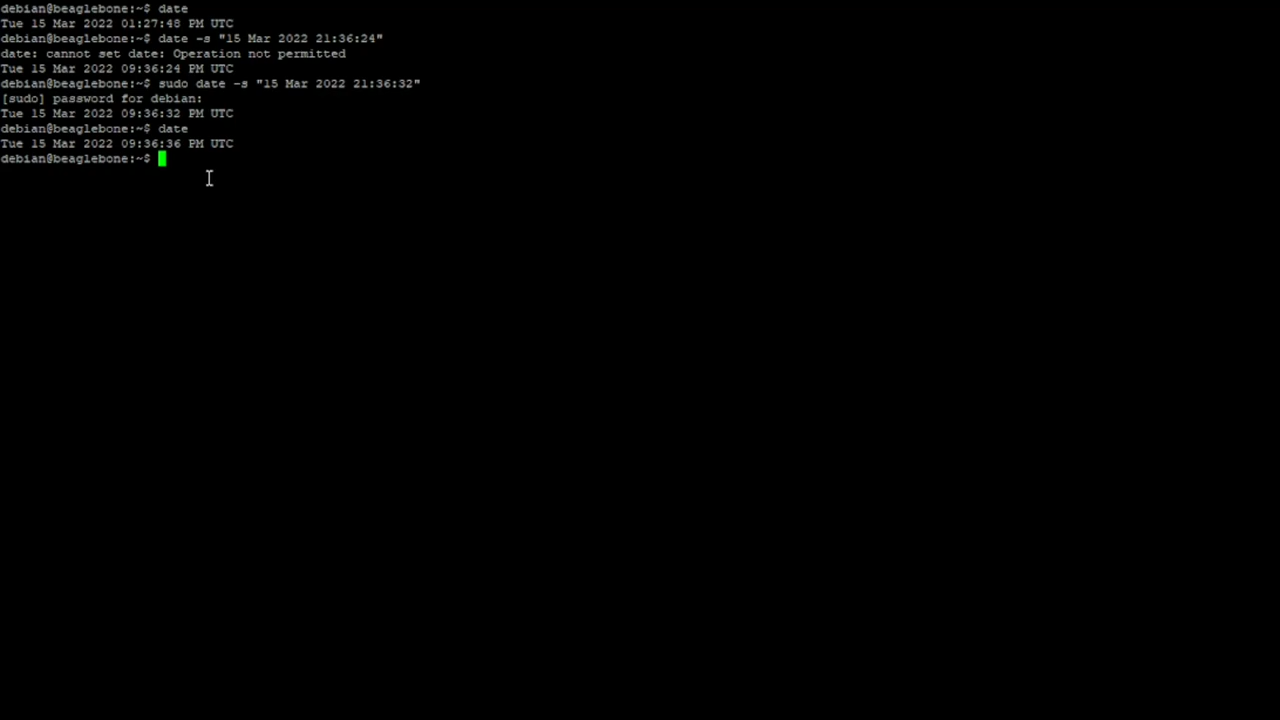 debian@beaglebone:~$ date
Tue 15 Mar 2022 01:27:48 PM UTC
debian@beaglebone:~$ date -s "15 Mar 2022 21:36:24"
date: cannot set date: Operation not permitted
Tue 15 Mar 2022 09:36:24 PM UTC
debian@beaglebone:~$ sudo date -s "15 Mar 2022 21:36:32"
[sudo] password for debian:
Tue 15 Mar 2022 09:36:32 PM UTC
debian@beaglebone:~$ date
Tue 15 Mar 2022 09:36:36 PM UTC
debian@beaglebone:~$